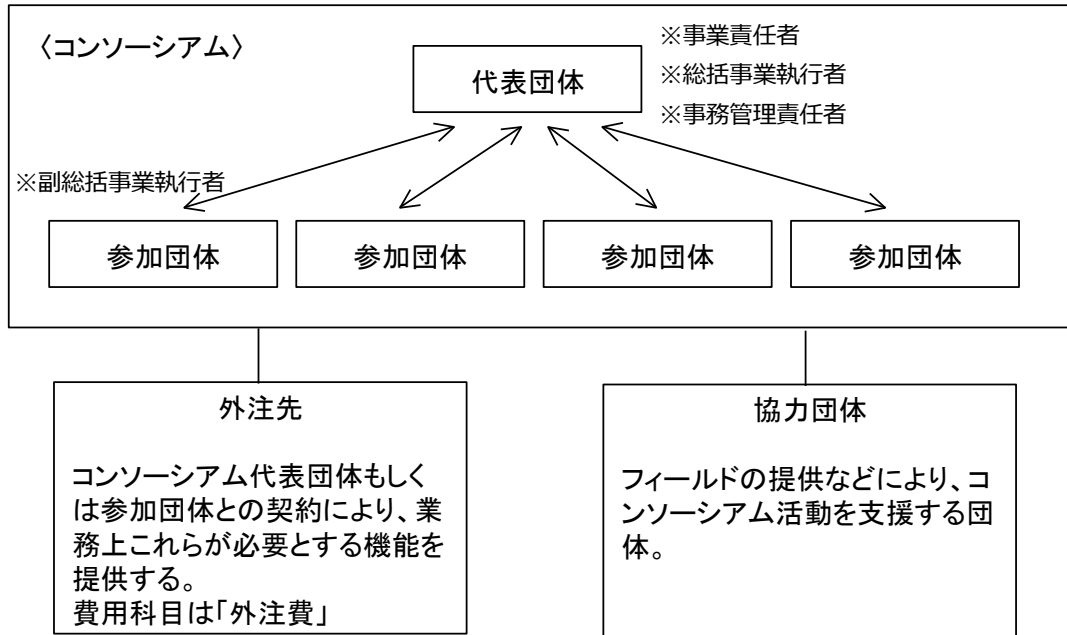 〈コンソーシアム〉
代表団体
※事業責任者
※総括事業執行者
※事務管理責任者
※副総括事業執行者
参加団体
参加団体
参加団体
参加団体
外注先
コンソーシアム代表団体もしく
は参加団体との契約により、業
務上これらが必要とする機能を
提供する。
費用科目は「外注費」
協力団体
フィールドの提供などにより、コ
ンソーシアム活動を支援する団
体。